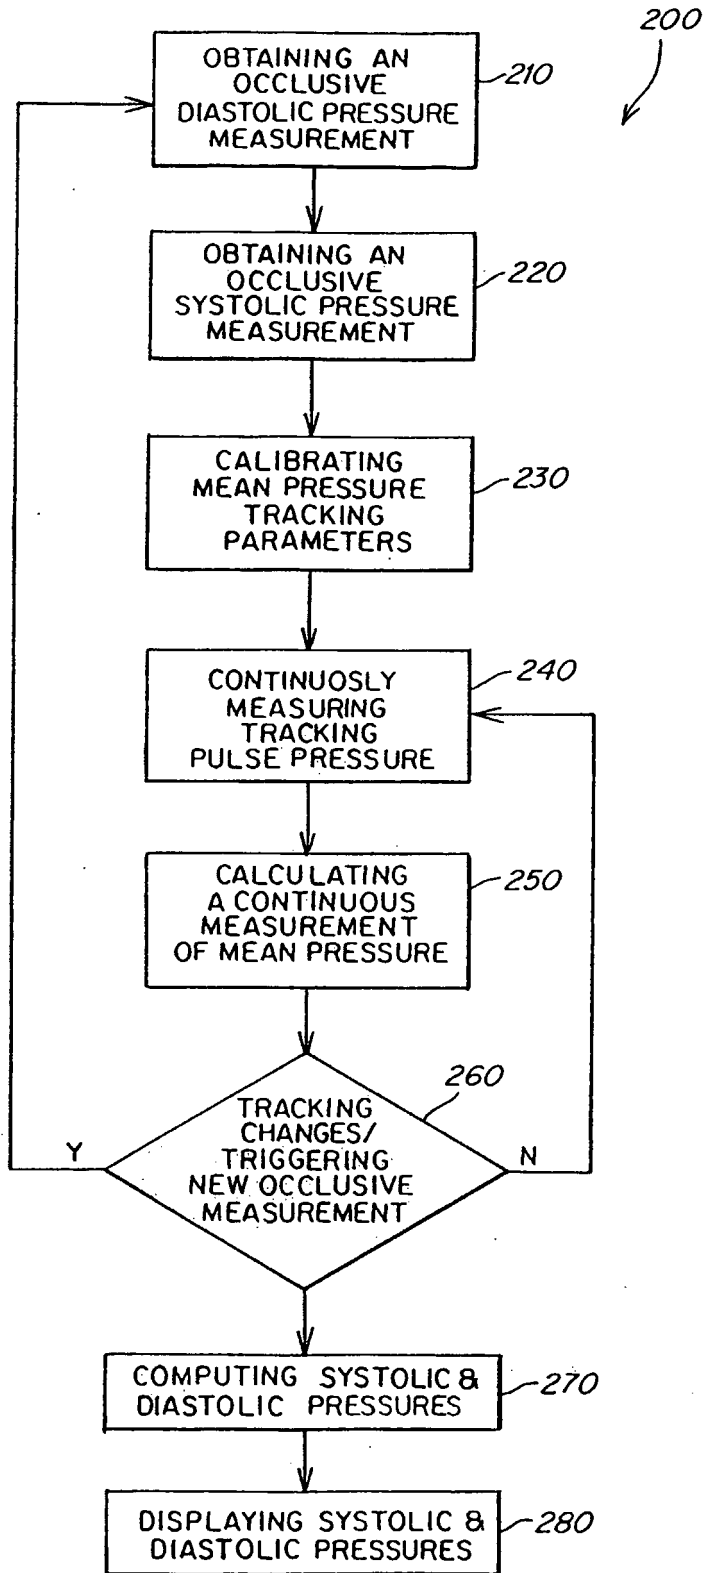 200
OBTAINING AN
OCCLUSIVE
DIASTOLIC PRESSURE
MEASUREMENT
210
OBTAINING AN
OCCLUSIVE
SYSTOLIC PRESSURE
MEASUREMENT
220
CALIBRATING
MEAN PRESSURE
TRACKING
PARAMETERS
230
CONTINUOSLY
MEASURING
TRACKING
PULSE PRESSURE
240
CALCULATING
A CONTINUOUS
MEASUREMENT
OF MEAN PRESSURE
250
TRACKING
CHANGES/
TRIGGERING
NEW OCCLUSIVE
MEASUREMENT
260
Y
N
COMPUTING SYSTOLIC &
DIASTOLIC PRESSURES
270
DISPLAYING SYSTOLIC &
DIASTOLIC PRESSURES
280